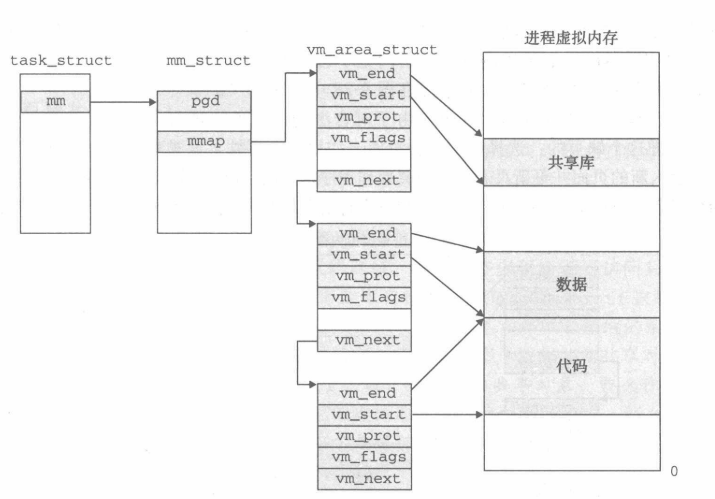 进程虚拟内存
task_struct
mm_struct
vm_area_struct
mm
pgd
mmap
vm_end
vm_start
vm_prot
vm_flags
vm_next
vm_end
vm_start
vm_prot
vm_flags
vm_next
vm_end
vm_start
vm_prot
vm_flags
vm_next
共享库
数据
代码
0